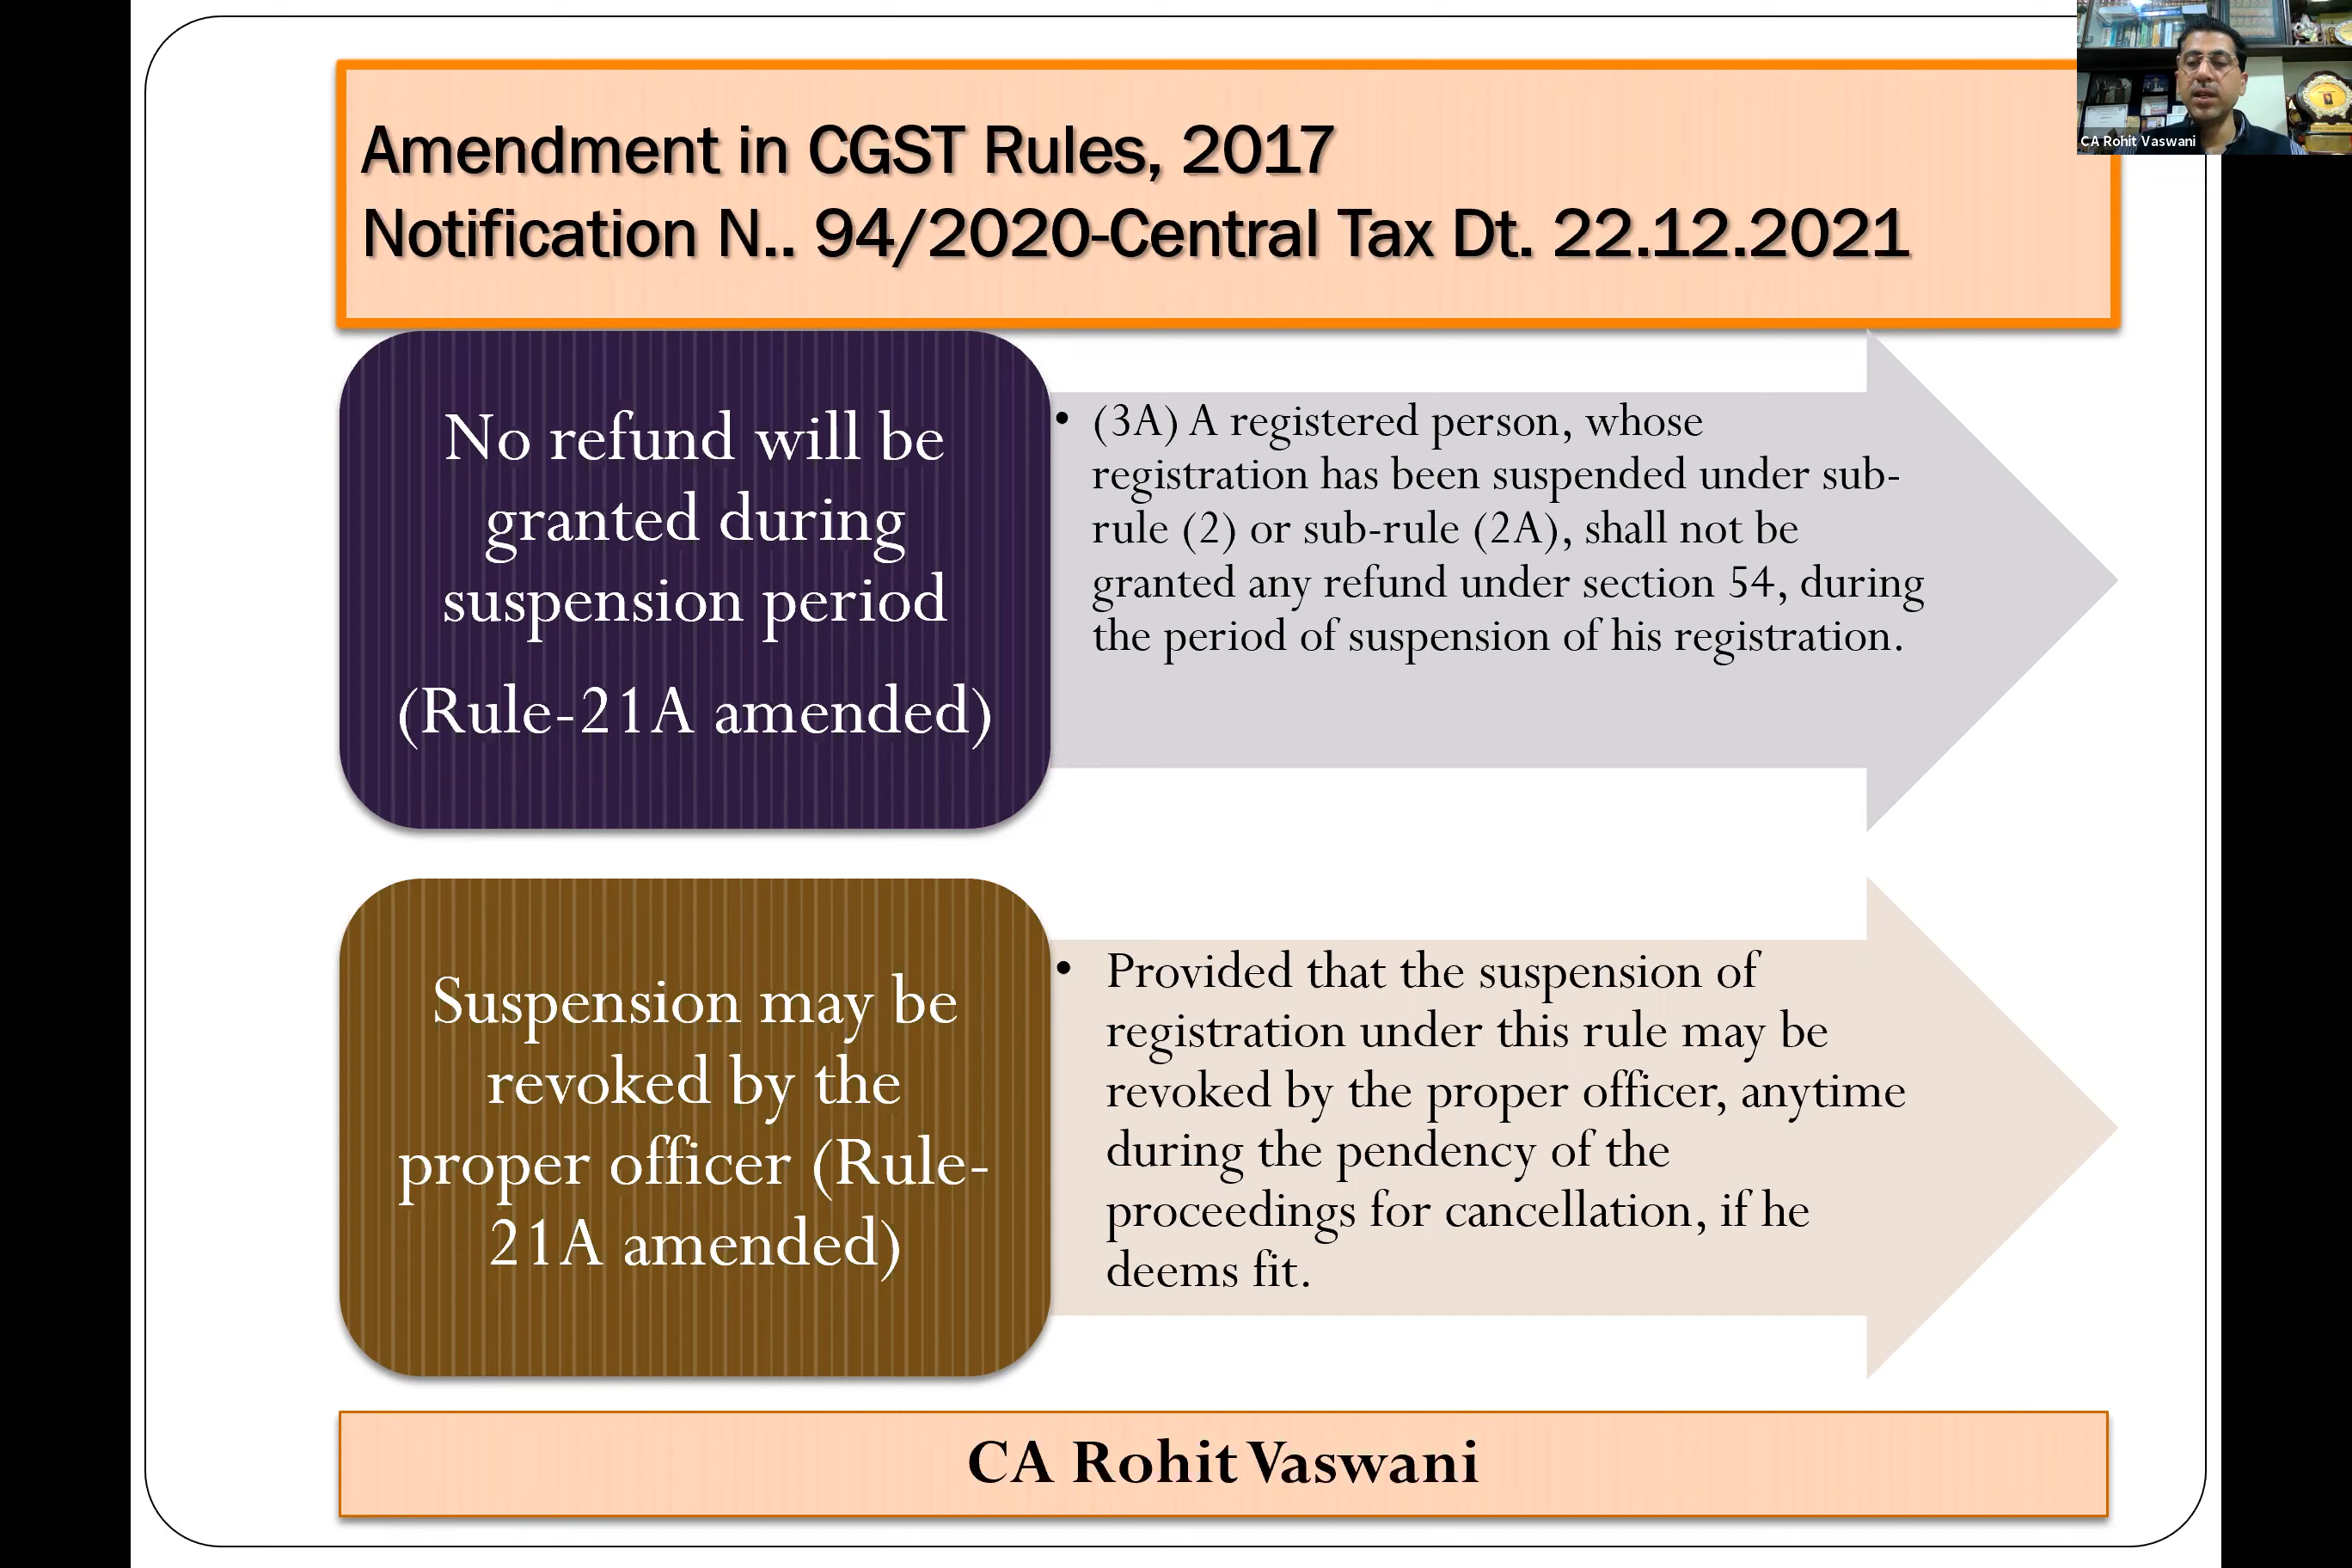 Amendment in CGST Rules, 2017
Notification N.. 94/2020-Central Tax Dt. 22.12.2021
CA Rohit Vaswani
No refund will be
granted during
suspension period
(Rule-21A amended)
• (3A) A registered person, whose
registration has been suspended under sub-
rule (2) or sub-rule (2A), shall not be
granted any refund under section 54, during
the period of suspension of his registration.
Suspension may be
revoked by the
proper officer (Rule-
21A amended)
• Provided that the suspension of
registration under this rule may be
revoked by the proper officer, anytime
during the pendency of the
proceedings for cancellation, if he
deems fit.
CA Rohit Vaswani